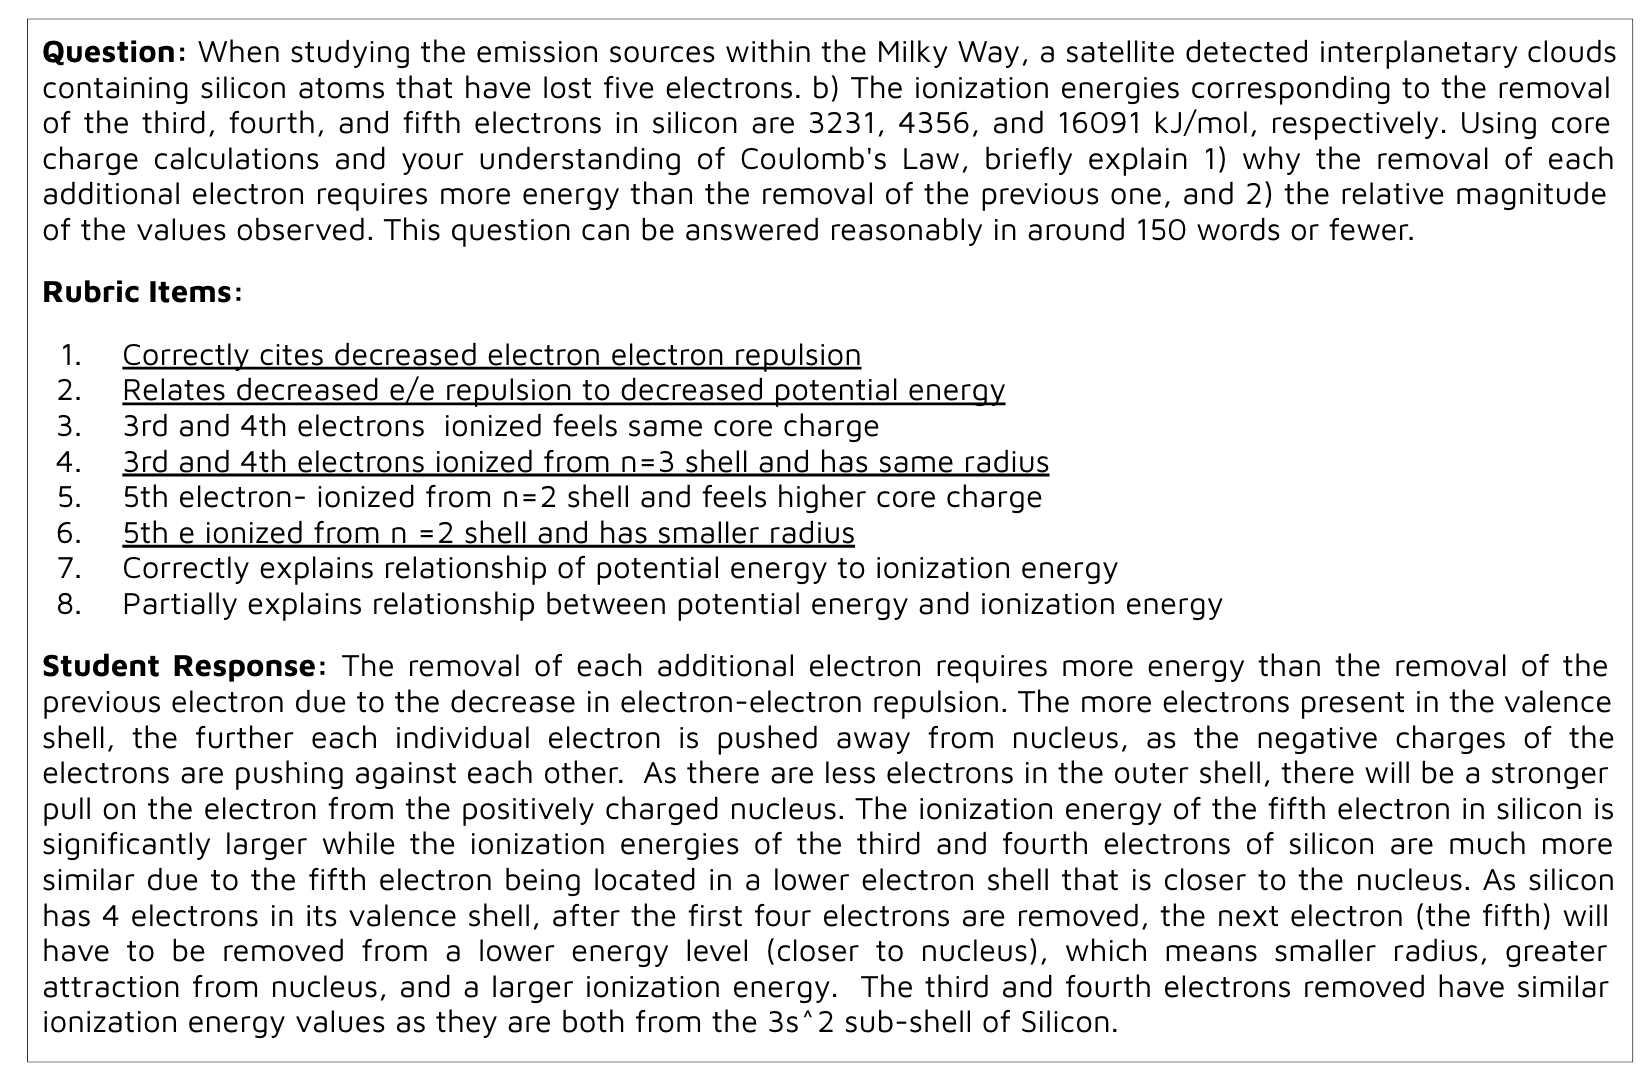 Question: When studying the emission sources within the Milky Way, a satellite detected interplanetary clouds
containing silicon atoms that have lost five electrons. b) The ionization energies corresponding to the removal
of the third, fourth, and fifth electrons in silicon are 3231, 4356, and 16091 kJ/mol, respectively. Using core
charge calculations and your understanding of Coulomb's Law, briefly explain 1) why the removal of each
additional electron requires more energy than the removal of the previous one, and 2) the relative magnitude
of the values observed. This question can be answered reasonably in around 150 words or fewer.
Rubric Items:
1. Correctly cites decreased electron electron repulsion
2. Relates decreased e/e repulsion to decreased potential energy
3. 3rd and 4th electrons ionized feels same core charge
4. 3rd and 4th electrons ionized from n=3 shell and has same radius
5. 5th electron- ionized from n=2 shell and feels higher core charge
6. 5th e ionized from n =2 shell and has smaller radius
7. Correctly explains relationship of potential energy to ionization energy
8. Partially explains relationship between potential energy and ionization energy
Student Response: The removal of each additional electron requires more energy than the removal of the
previous electron due to the decrease in electron-electron repulsion. The more electrons present in the valence
shell, the further each individual electron is pushed away from nucleus, as the negative charges of the
electrons are pushing against each other. As there are less electrons in the outer shell, there will be a stronger
pull on the electron from the positively charged nucleus. The ionization energy of the fifth electron in silicon is
significantly larger while the ionization energies of the third and fourth electrons of silicon are much more
similar due to the fifth electron being located in a lower electron shell that is closer to the nucleus. As silicon
has 4 electrons in its valence shell, after the first four electrons are removed, the next electron (the fifth) will
have to be removed from a lower energy level (closer to nucleus), which means smaller radius, greater
attraction from nucleus, and a larger ionization energy. The third and fourth electrons removed have similar
ionization energy values as they are both from the 3s^2 sub-shell of Silicon.